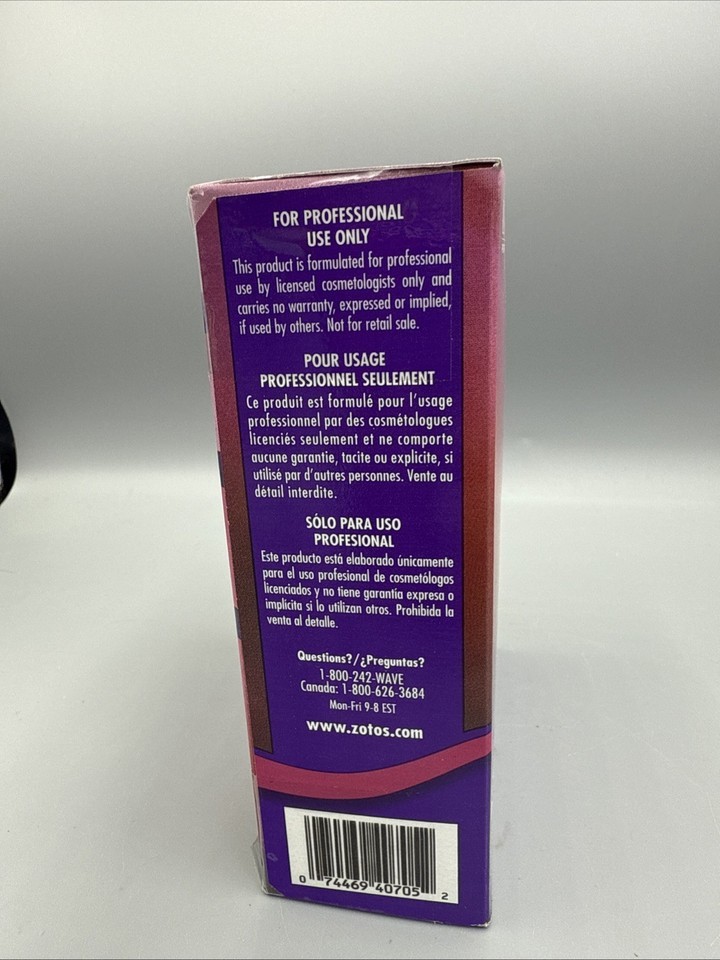 FOR PROFESSIONAL
USE ONLY
This product is formulated for professional
use by licensed cosmetologists only and
carries no warranty, expressed or implied,
if used by others. Not for retail sale.
POUR USAGE
PROFESSIONNEL SEULEMENT
Ce produit est formulé pour l'usage
professionnel par des cosmétologues
licenciés seulement et ne comporte
aucune garantie, tacite ou explicite, si
utilisé par d'autres personnes. Vente au
détail interdite.
SÓLO PARA USO
PROFESIONAL
Este producto está elaborado únicamente
para el uso profesional de cosmetólogos
licenciados y no tiene garantía expresa o
implícita si lo utilizan otros. Prohibida la
venta al detalle.
Questions?/¿Preguntas?
1-800-242-WAVE
Canada: 1-800-626-3684
Mon-Fri 9-8 EST
www.zotos.com
0 74469 40705 2